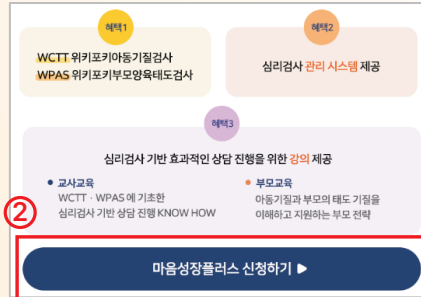 혜택1
WCTT 위키포키아동기질검사
WPAS 위키포키부모양육태도검사
혜택2
심리검사 관리 시스템 제공
혜택3
심리검사 기반 효과적인 상담 진행을 위한 강의 제공
• 교사교육
WCTT · WPAS 에 기초한
심리검사 기반 상담 진행 KNOW HOW
• 부모교육
아동기질과 부모의 태도 기질을
이해하고 지원하는 부모 전략
②
마음성장플러스 신청하기 ▶